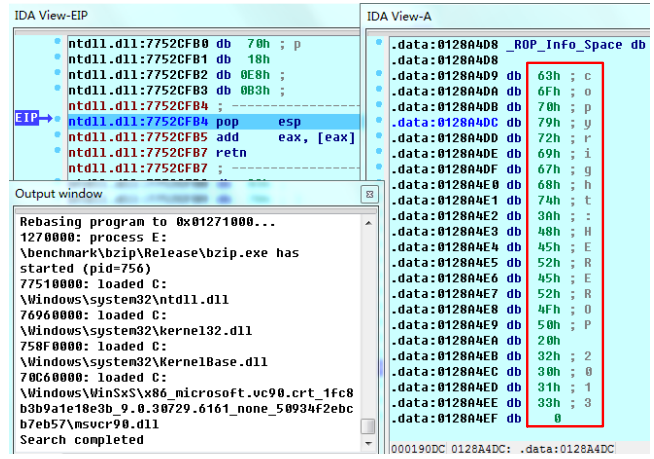 IDA View-EIP
ntdll.dll:7752CFB0 db 70h ; p
ntdll.dll:7752CFB1 db 18h
ntdll.dll:7752CFB2 db 0E8h ;
ntdll.dll:7752CFB3 db 0B3h ;
ntdll.dll:7752CFB4 ; ---------------
EIP ntdll.dll:7752CFB4 pop esp
ntdll.dll:7752CFB5 add eax, [eax]
ntdll.dll:7752CFB7 retn
ntdll.dll:7752CFB7 ; ---------------
Output window
Rebasing program to 0x01271000...
1270000: process E:
\benchmark\bzip\Release\bzip.exe has
started (pid=756)
77510000: loaded C:
\Windows\system32\ntdll.dll
76960000: loaded C:
\Windows\system32\kernel32.dll
758F0000: loaded C:
\Windows\system32\KernelBase.dll
70C60000: loaded C:
\Windows\WinSxS\x86_microsoft.vc90.crt_1fc8
b3b9a1e18e3b_9.0.30729.6161_none_50934f2ebc
b7eb57\msvcr90.dll
Search completed
IDA View-A
.data:0128A4D8 _ROP_Info_Space db
.data:0128A4D8
.data:0128A4D9 db 63h ; c
.data:0128A4DA db 6Fh ; o
.data:0128A4DB db 70h ; p
.data:0128A4DC db 79h ; y
.data:0128A4DD db 72h ; r
.data:0128A4DE db 69h ; i
.data:0128A4DF db 67h ; g
.data:0128A4E0 db 68h ; h
.data:0128A4E1 db 74h ; t
.data:0128A4E2 db 3Ah ; :
.data:0128A4E3 db 48h ; H
.data:0128A4E4 db 45h ; E
.data:0128A4E5 db 52h ; R
.data:0128A4E6 db 45h ; E
.data:0128A4E7 db 52h ; R
.data:0128A4E8 db 4Fh ; O
.data:0128A4E9 db 50h ; P
.data:0128A4EA db 20h
.data:0128A4EB db 32h ; 2
.data:0128A4EC db 30h ; 0
.data:0128A4ED db 31h ; 1
.data:0128A4EE db 33h ; 3
.data:0128A4EF db 0
000190DC 0128A4DC: .data:0128A4DC